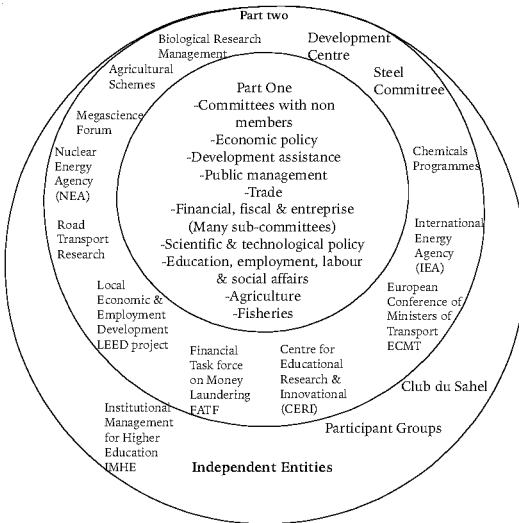 Part two
Biological Research
Management
Development
Centre
Agricultural
Schemes
Steel
Committree
Megascience
Forum
Nuclear
Energy
Agency
(NEA)
Road
Transport
Research
Local
Economic &
Employment
Development
LEED project
Part One
-Committees with non
members
-Economic policy
-Development assistance
-Public management
-Trade
-Financial, fiscal & entreprise
(Many sub-committees)
-Scientific & technological policy
-Education, employment, labour
& social affairs
-Agriculture
-Fisheries
Chemicals
Programmes
International
Energy
Agency
(IEA)
European
Conference of
Ministers of
Transport
ECMT
Financial
Task force
on Money
Laundering
FATF
Centre for
Educational
Research &
Innovational
(CERI)
Club du Sahel
Participant Groups
Institutional
Management
for Higher
Education
IMHE
Independent Entities